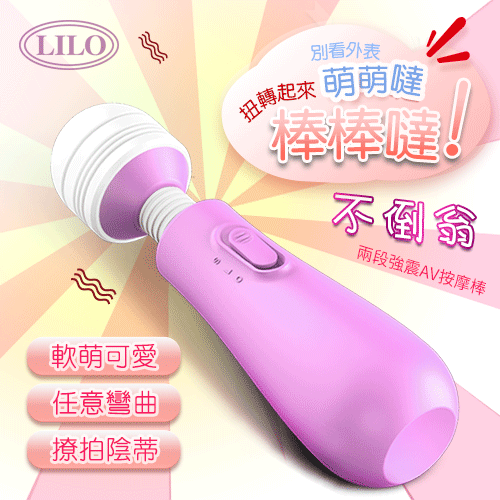 LILO
別看外表
萌萌噠
扭轉起來
棒棒噠!
不倒翁
兩段強震AV按摩棒
軟萌可愛
任意彎曲
撩拍陰蒂